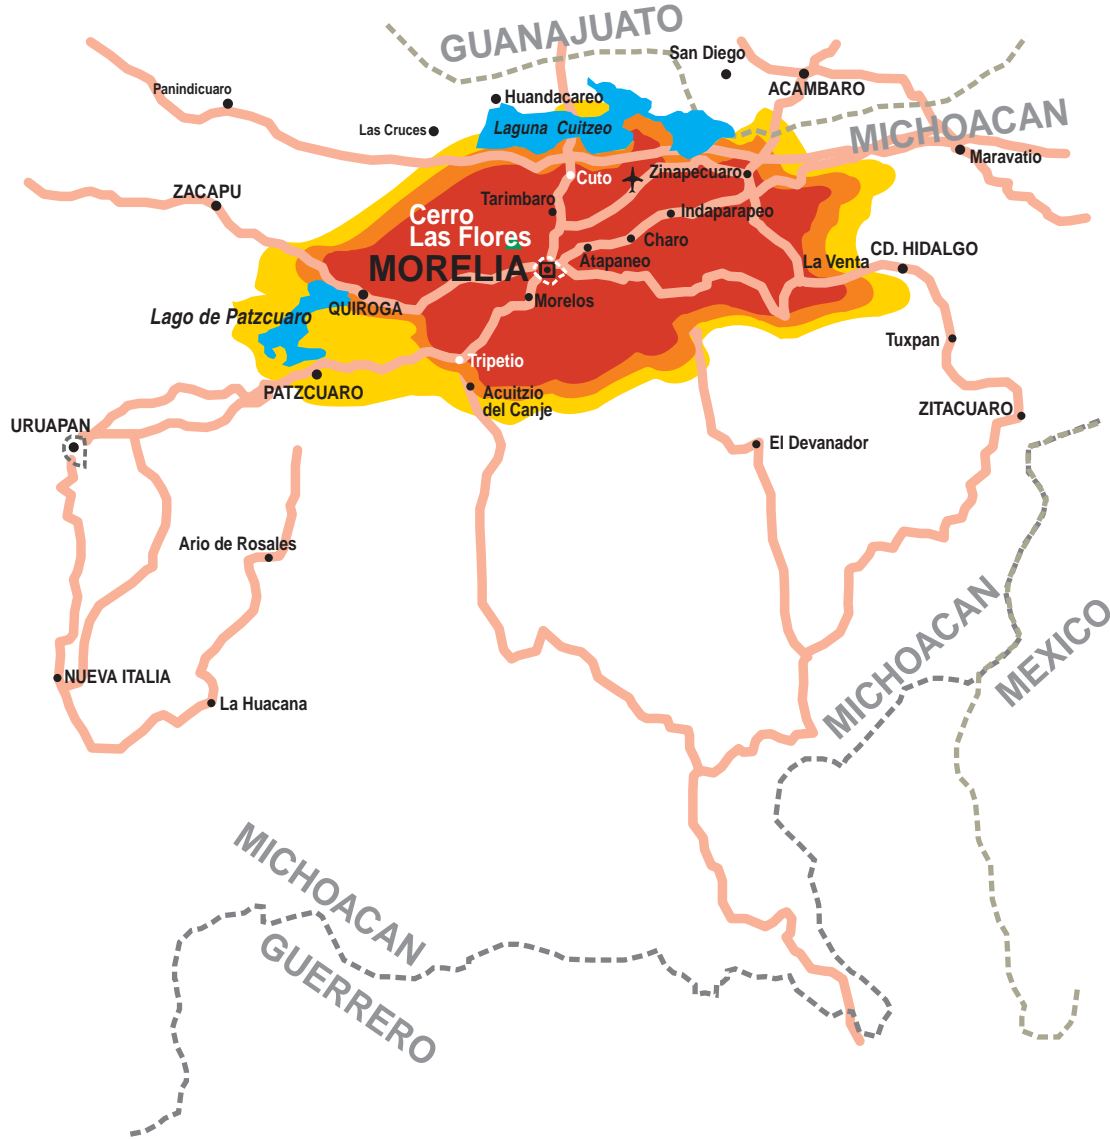 GUANAJUATO
San Diego
Panindicuaro
Huandacareo
ACAMBARO
Las Cruces
Laguna Cuitzeo
MICHOACAN
Maravatio
ZACAPU
Cuto
Zinapecuaro
Tarimbaro
Cerro
Las Flores
Indaparapeo
Charo
Atapaneo
MORELIA
La Venta
CD. HIDALGO
Lago de Patzcuaro
QUIROGA
Morelos
Tuxpan
Tripetio
PATZCUARO
Acuitzio
del Canje
ZITACUARO
URUAPAN
El Devanador
Ario de Rosales
MICHOACAN
MEXICO
NUEVA ITALIA
La Huacana
MICHOACAN
GUERRERO